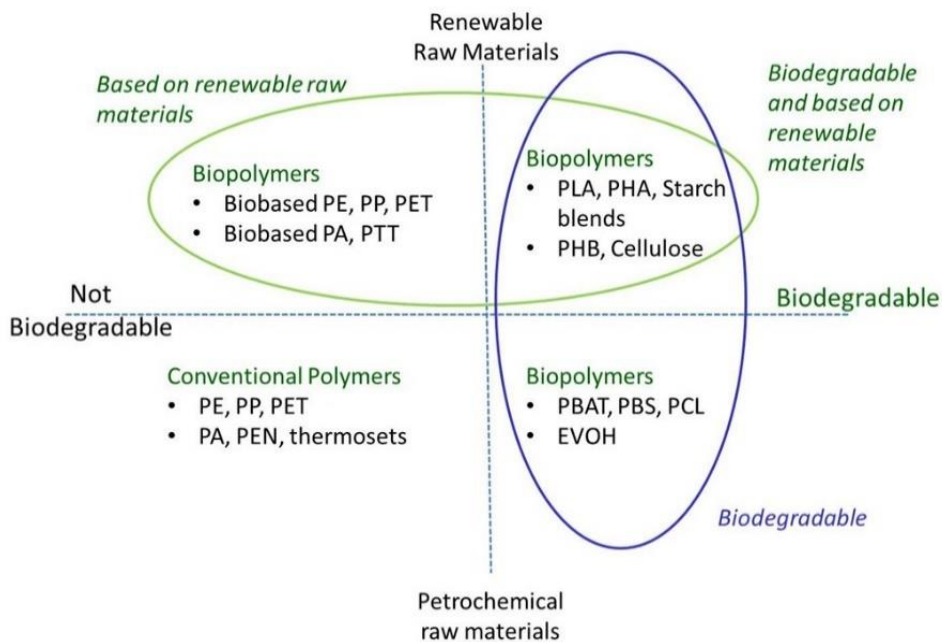 Renewable
Raw Materials
Based on renewable raw
materials
Biodegradable
and based on
renewable
materials
Biopolymers
• Biobased PE, PP, PET
• Biobased PA, PTT
Biopolymers
• PLA, PHA, Starch
blends
• PHB, Cellulose
Not
Biodegradable
Biodegradable
Conventional Polymers
• PE, PP, PET
• PA, PEN, thermosets
Biopolymers
• PBAT, PBS, PCL
• EVOH
Biodegradable
Petrochemical
raw materials